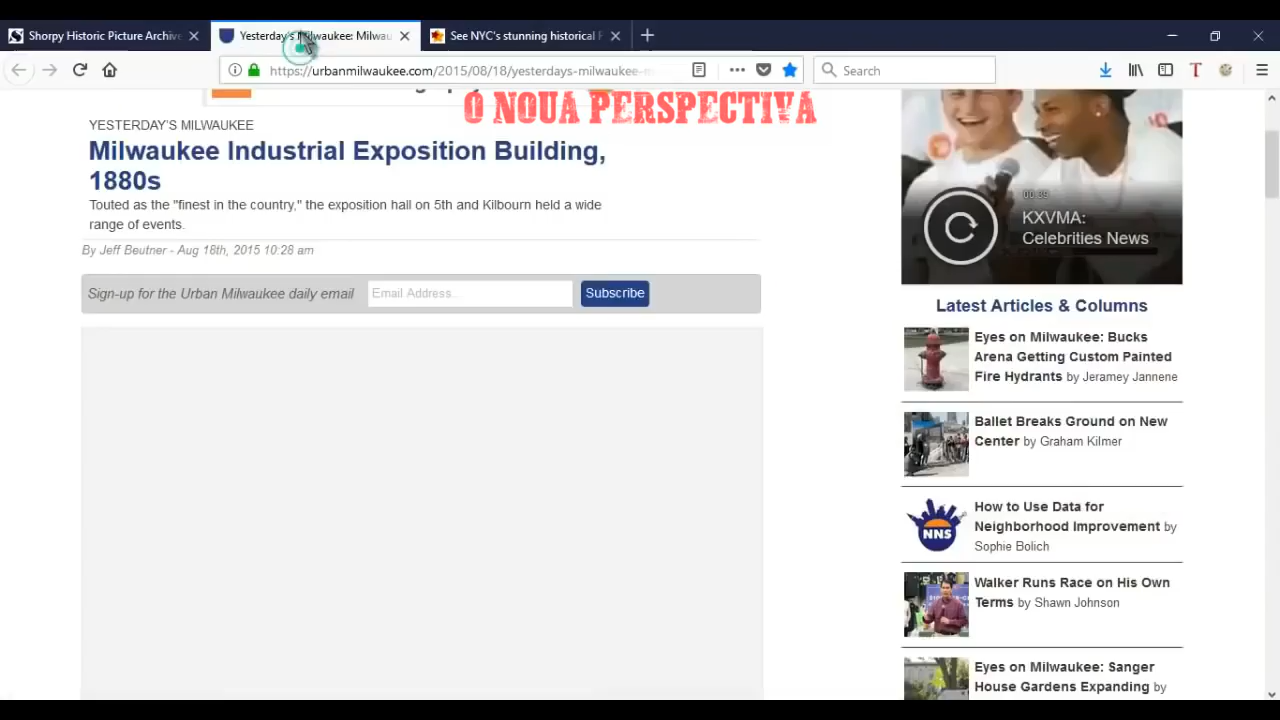 Shorpy Historic Picture Archive
Yesterday's Milwaukee: Milwau
See NYC's stunning historical
https://urbanmilwaukee.com/2015/08/18/yesterdays-milwaukee-m
Search
O NOUA PERSPECTIVA
YESTERDAY'S MILWAUKEE
Milwaukee Industrial Exposition Building,
1880s
Touted as the "finest in the country," the exposition hall on 5th and Kilbourn held a wide
range of events.
By Jeff Beutner - Aug 18th, 2015 10:28 am
Sign-up for the Urban Milwaukee daily email
Email Address...
Subscribe
00:39
KXVMA:
Celebrities News
Latest Articles & Columns
Eyes on Milwaukee: Bucks
Arena Getting Custom Painted
Fire Hydrants by Jeramey Jannene
Ballet Breaks Ground on New
Center by Graham Kilmer
NNS
How to Use Data for
Neighborhood Improvement by
Sophie Bolich
Walker Runs Race on His Own
Terms by Shawn Johnson
Eyes on Milwaukee: Sanger
House Gardens Expanding by